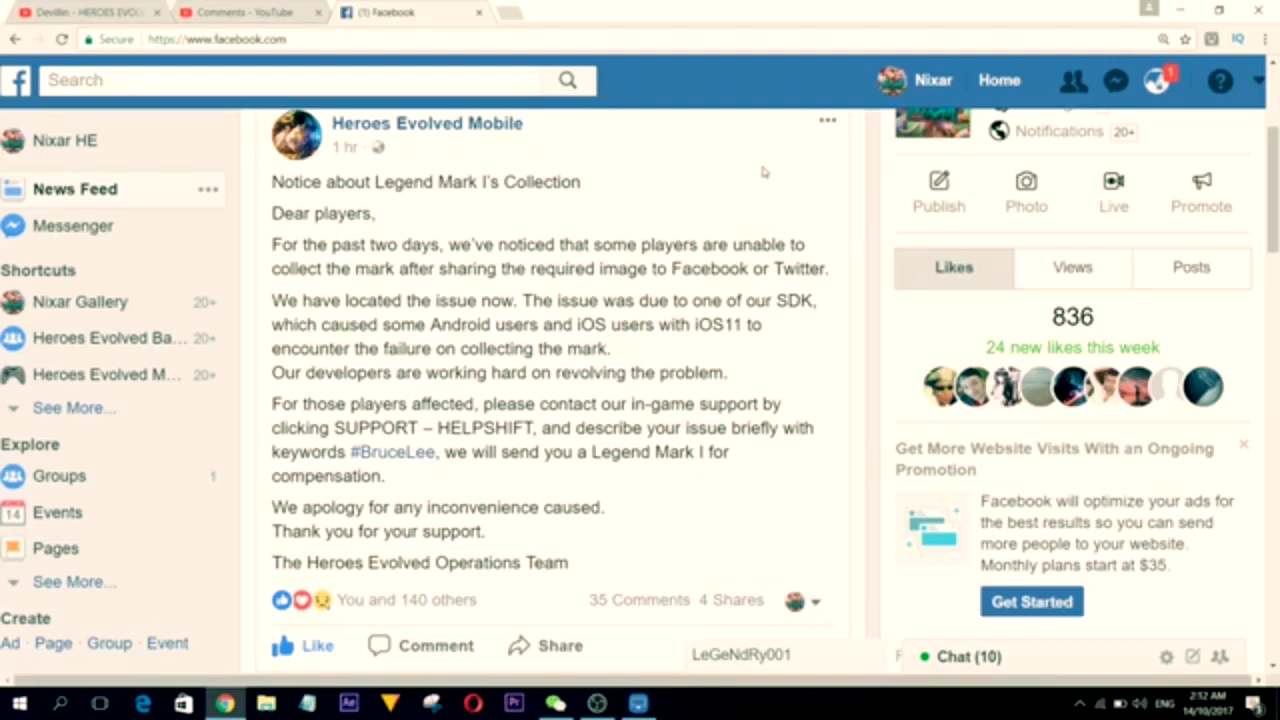 Devillin - HEROES EVOL
Comments - YouTube
(1) Facebook
Secure
https://www.facebook.com
Search
Nixar
Home
1
Nixar HE
News Feed
Messenger
Shortcuts
Nixar Gallery 20+
Heroes Evolved Ba... 20+
Heroes Evolved M... 20+
See More...
Explore
Groups 1
14 Events
Pages
See More...
Create
Ad · Page · Group · Event
Heroes Evolved Mobile
1 hr ·
Notice about Legend Mark I's Collection
Dear players,
For the past two days, we've noticed that some players are unable to
collect the mark after sharing the required image to Facebook or Twitter.
We have located the issue now. The issue was due to one of our SDK,
which caused some Android users and iOS users with iOS11 to
encounter the failure on collecting the mark.
Our developers are working hard on revolving the problem.
For those players affected, please contact our in-game support by
clicking SUPPORT – HELPSHIFT, and describe your issue briefly with
keywords #BruceLee, we will send you a Legend Mark I for
compensation.
We apology for any inconvenience caused.
Thank you for your support.
The Heroes Evolved Operations Team
You and 140 others
35 Comments 4 Shares
Like Comment Share
LeGeNdRy001
Notifications 20+
Publish Photo Live Promote
Likes Views Posts
836
24 new likes this week
Get More Website Visits With an Ongoing
Promotion
Facebook will optimize your ads for
the best results so you can send
more people to your website.
Monthly plans start at $35.
Get Started
Chat (10)
Ae
Pr
ENG
2:12 AM
14/10/2017